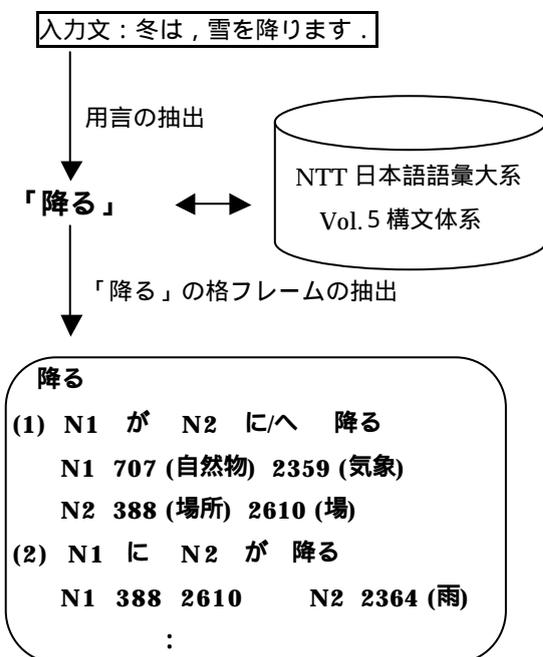 入力文：冬は，雪を降ります．
用言の抽出
NTT 日本語語彙大系
Vol. 5 構文体系
「降る」
「降る」の格フレームの抽出
降る
(1) N1 が N2 に/へ 降る
N1 707 (自然物) 2359 (気象)
N2 388 (場所) 2610 (場)
(2) N1 に N2 が 降る
N1 388 2610 N2 2364 (雨)
: